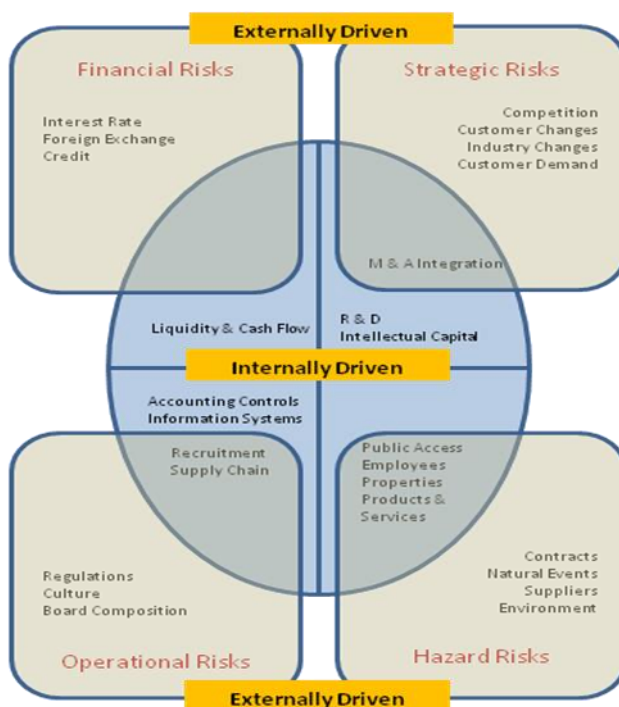 Externally Driven
Financial Risks
Strategic Risks
Interest Rate
Foreign Exchange
Credit
Competition
Customer Changes
Industry Changes
Customer Demand
M & A Integration
Liquidity & Cash Flow
R & D
Intellectual Capital
Internally Driven
Accounting Controls
Information Systems
Recruitment
Supply Chain
Public Access
Employees
Properties
Products &
Services
Regulations
Culture
Board Composition
Contracts
Natural Events
Suppliers
Environment
Operational Risks
Hazard Risks
Externally Driven